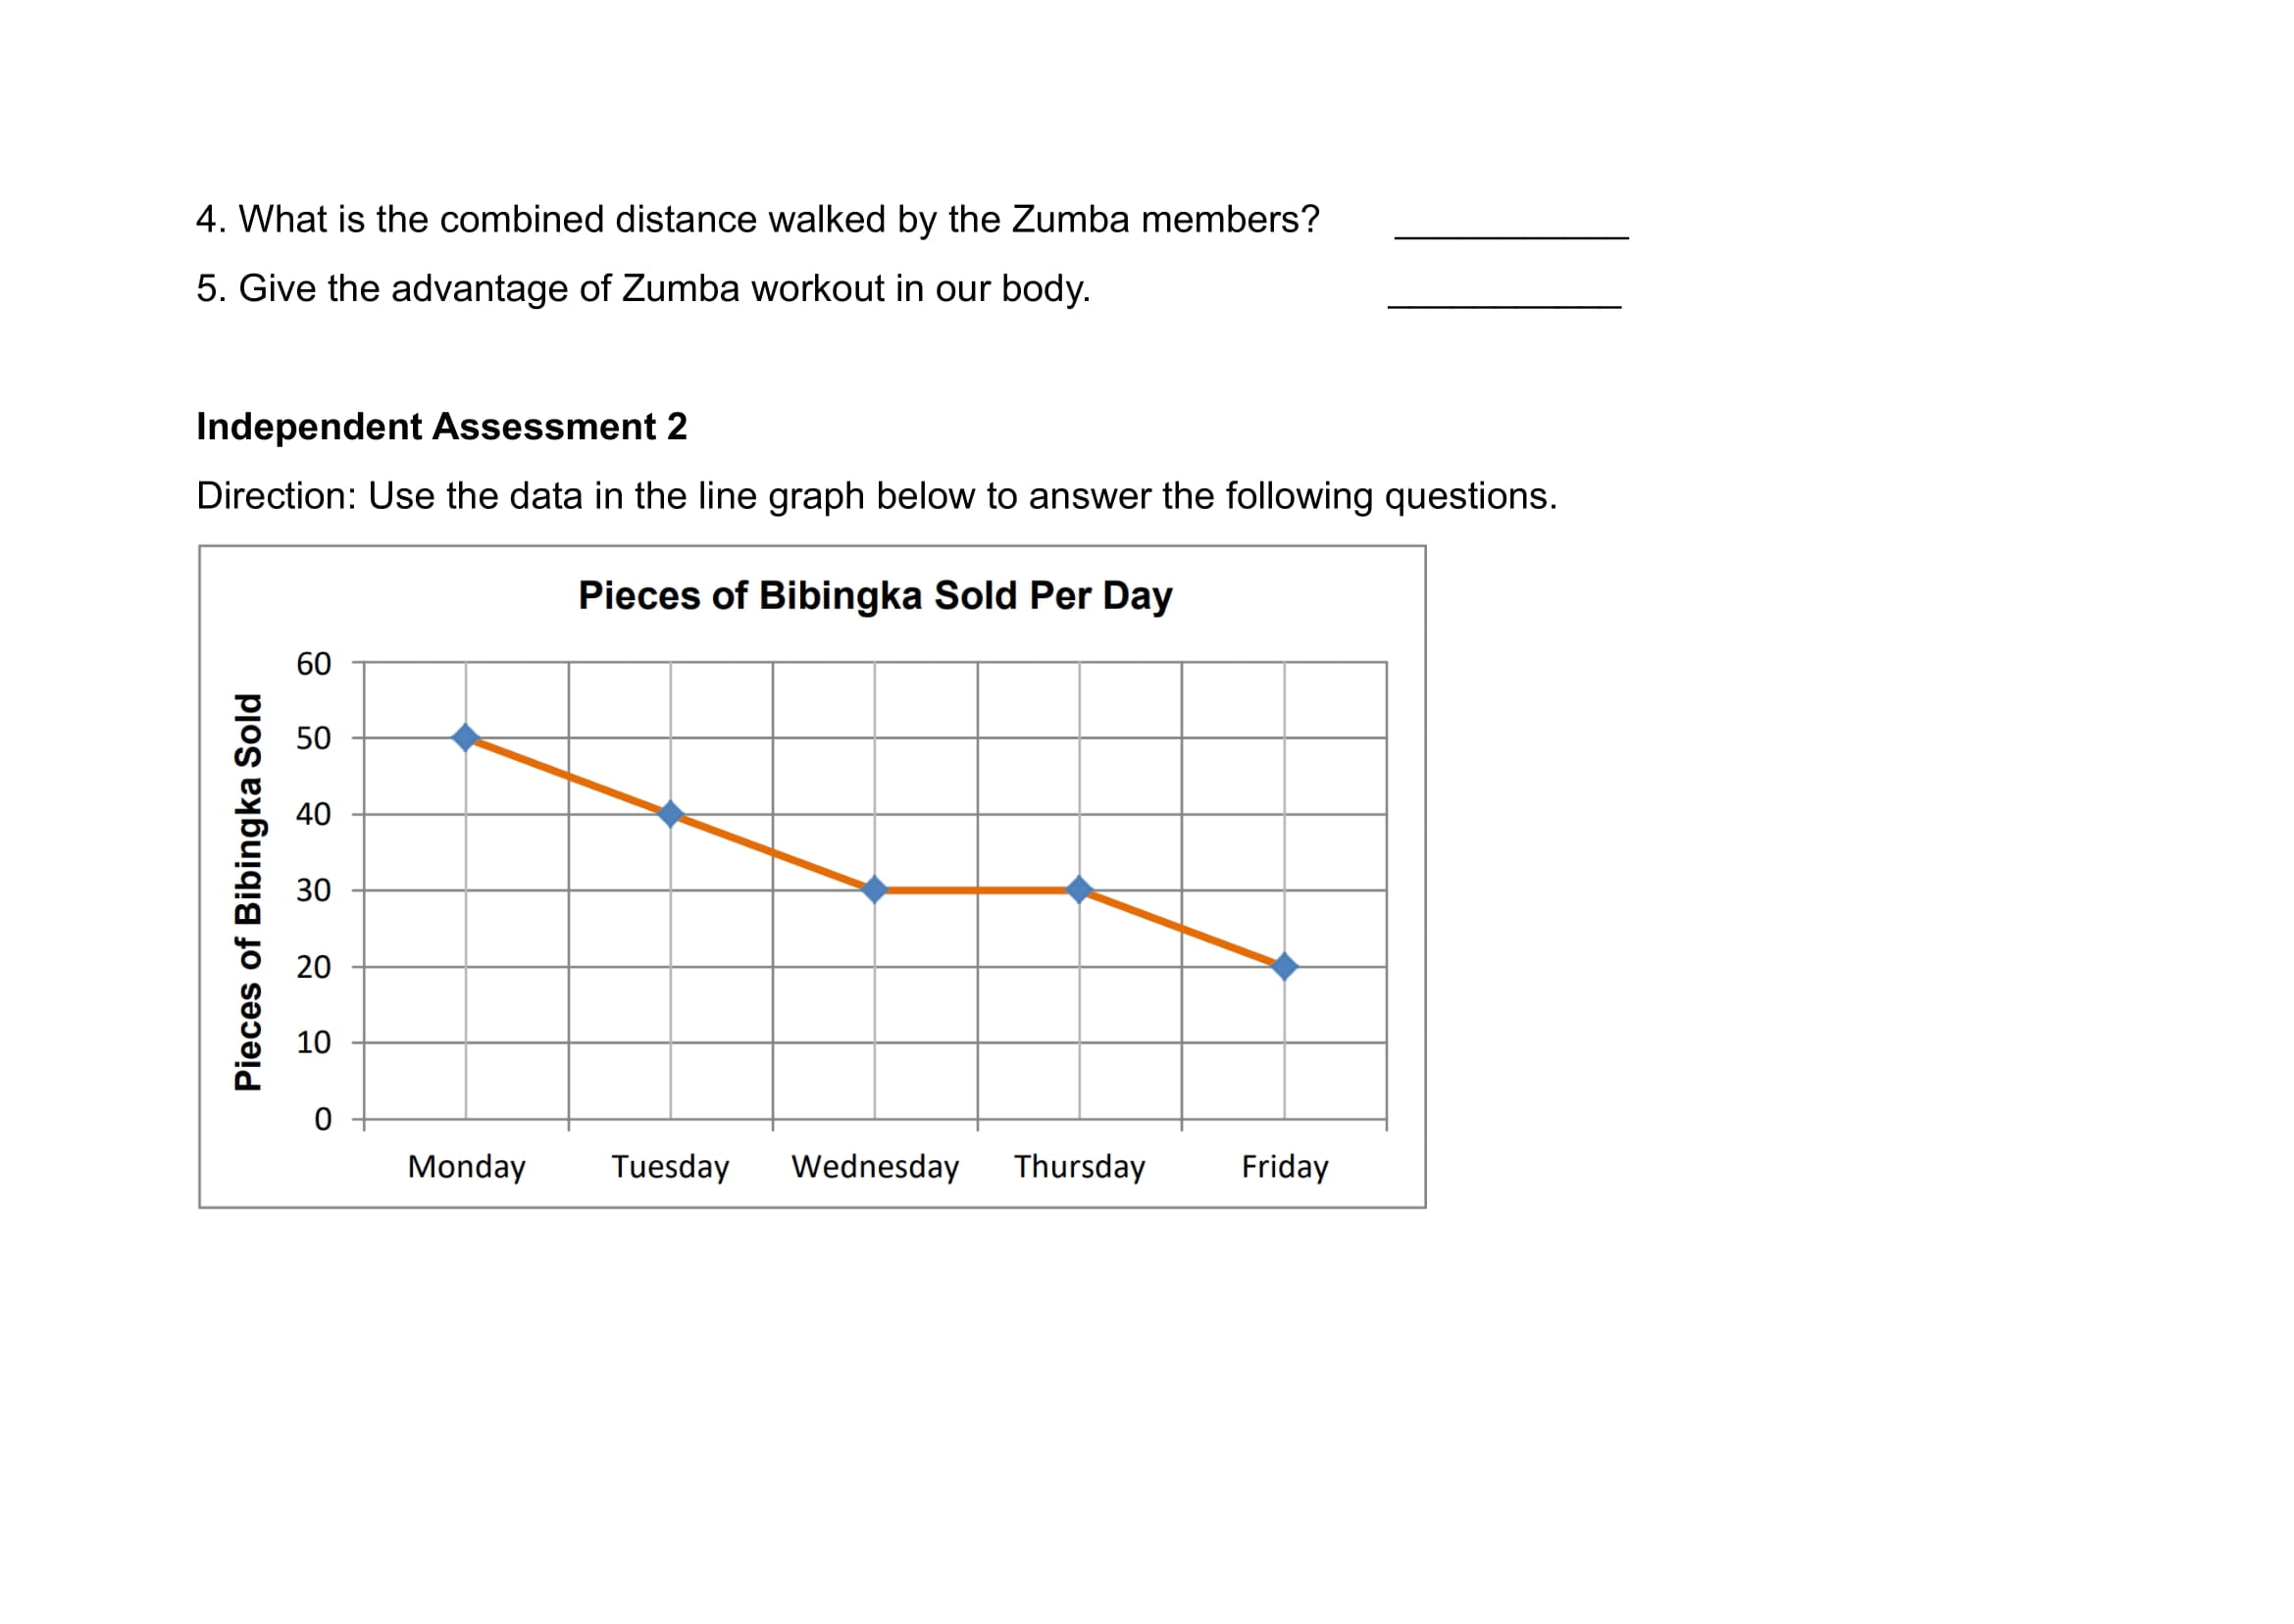 4. What is the combined distance walked by the Zumba members? ___________
5. Give the advantage of Zumba workout in our body. ___________
Independent Assessment 2
Direction: Use the data in the line graph below to answer the following questions.
Pieces of Bibingka Sold Per Day
Pieces of Bibingka Sold
60
50
40
30
20
10
0
Monday Tuesday Wednesday Thursday Friday